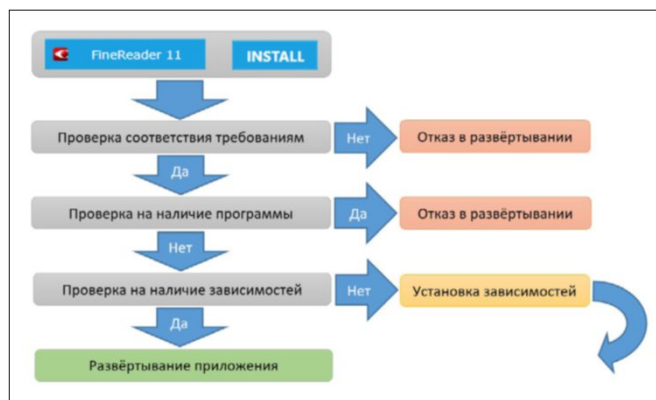 FineReader 11 INSTALL
Проверка соответствия требованиям Нет Отказ в развёртывании
Да
Проверка на наличие программы Да Отказ в развёртывании
Нет
Проверка на наличие зависимостей Нет Установка зависимостей
Да
Развёртывание приложения